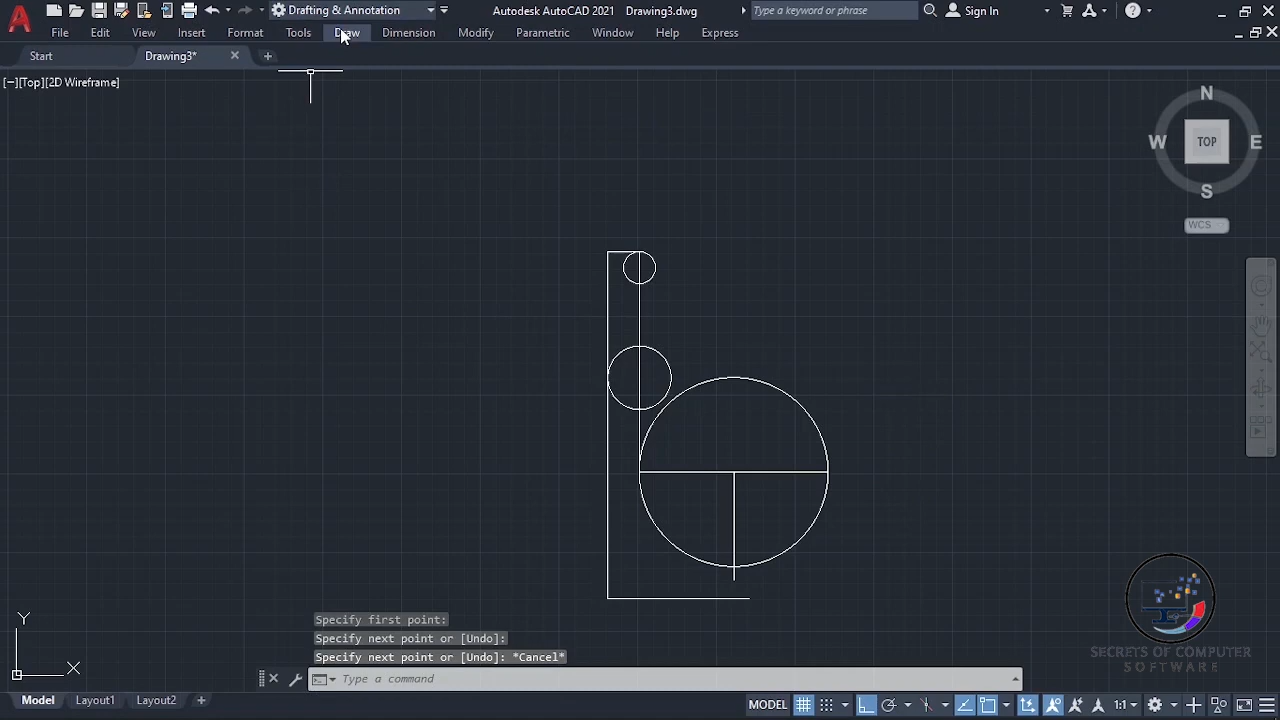 Drafting & Annotation
Autodesk AutoCAD 2021 Drawing3.dwg
Type a keyword or phrase
Sign In
File Edit View Insert Format Tools Draw Dimension Modify Parametric Window Help Express
Start Drawing3*
[−][Top][2D Wireframe]
N
W TOP E
S
WCS
Y
X
Specify first point:
Specify next point or [Undo]:
Specify next point or [Undo]: *Cancel*
Type a command
SECRETS OF COMPUTER
SOFTWARE
Model Layout1 Layout2
MODEL 1:1